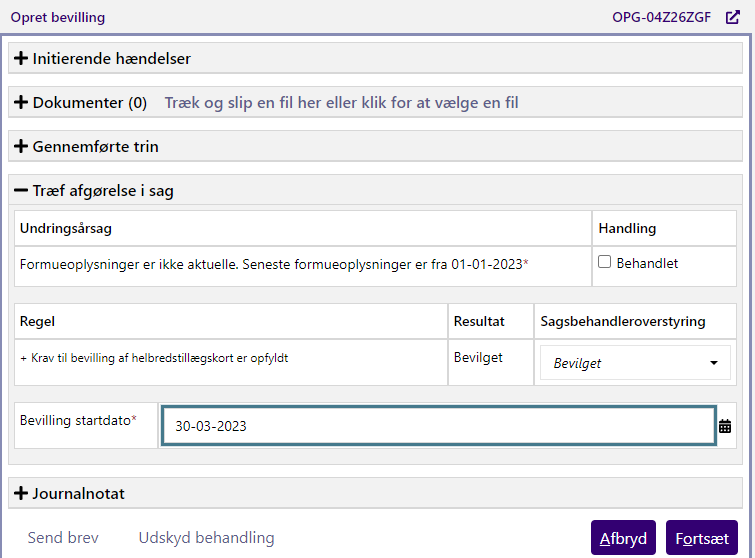 Opret bevilling OPG-04Z26ZGF
Initierende hændelser
Dokumenter (0) Træk og slip en fil her eller klik for at vælge en fil
Gennemførte trin
Træf afgørelse i sag
Undringsårsag Handling
Formueoplysninger er ikke aktuelle. Seneste formueoplysninger er fra 01-01-2023* Behandlet
Regel Resultat Sagsbehandleroverstyring
+ Krav til bevilling af helbredstillægskort er opfyldt Bevilget Bevilget
Bevilling startdato* 30-03-2023
Journalnotat
Send brev Udskyd behandling Afbryd Fortsæt